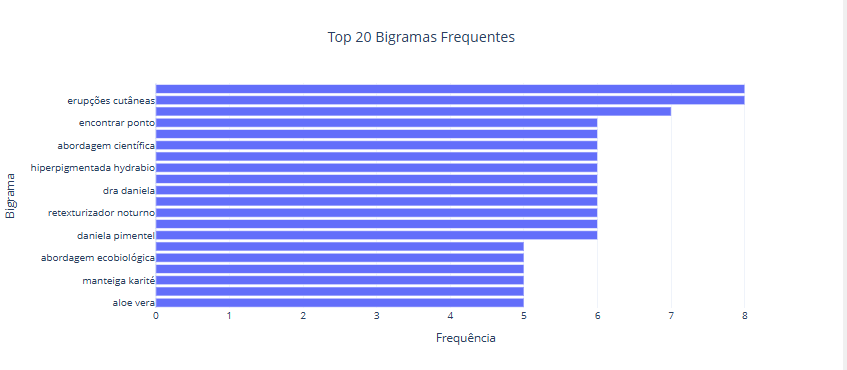 Top 20 Bigramas Frequentes
Bigrama
erupções cutâneas
encontrar ponto
abordagem científica
hiperpigmentada hydrabio
dra daniela
retexturizador noturno
daniela pimentel
abordagem ecobiológica
manteiga karité
aloe vera
0 1 2 3 4 5 6 7 8
Frequência